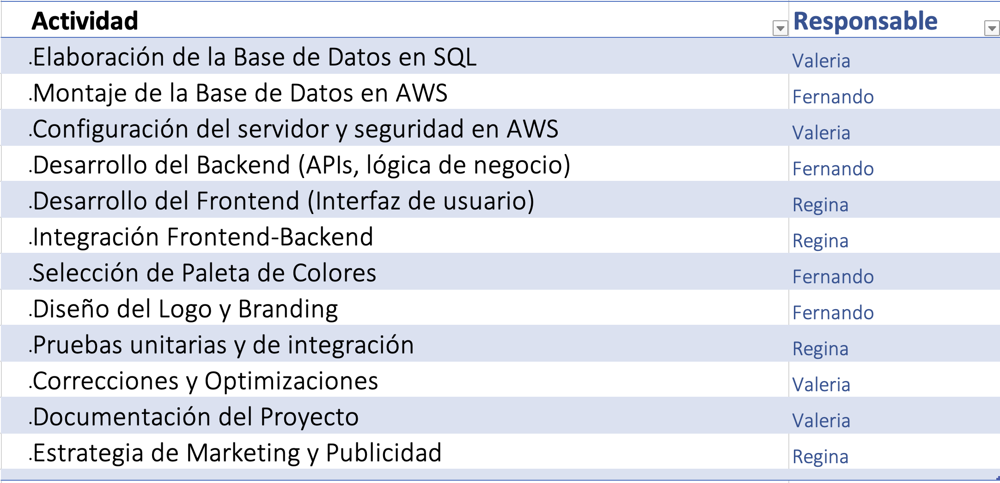 Actividad Responsable
.Elaboración de la Base de Datos en SQL Valeria
.Montaje de la Base de Datos en AWS Fernando
.Configuración del servidor y seguridad en AWS Valeria
.Desarrollo del Backend (APIs, lógica de negocio) Fernando
.Desarrollo del Frontend (Interfaz de usuario) Regina
.Integración Frontend-Backend Regina
.Selección de Paleta de Colores Fernando
.Diseño del Logo y Branding Fernando
.Pruebas unitarias y de integración Regina
.Correcciones y Optimizaciones Valeria
.Documentación del Proyecto Valeria
.Estrategia de Marketing y Publicidad Regina